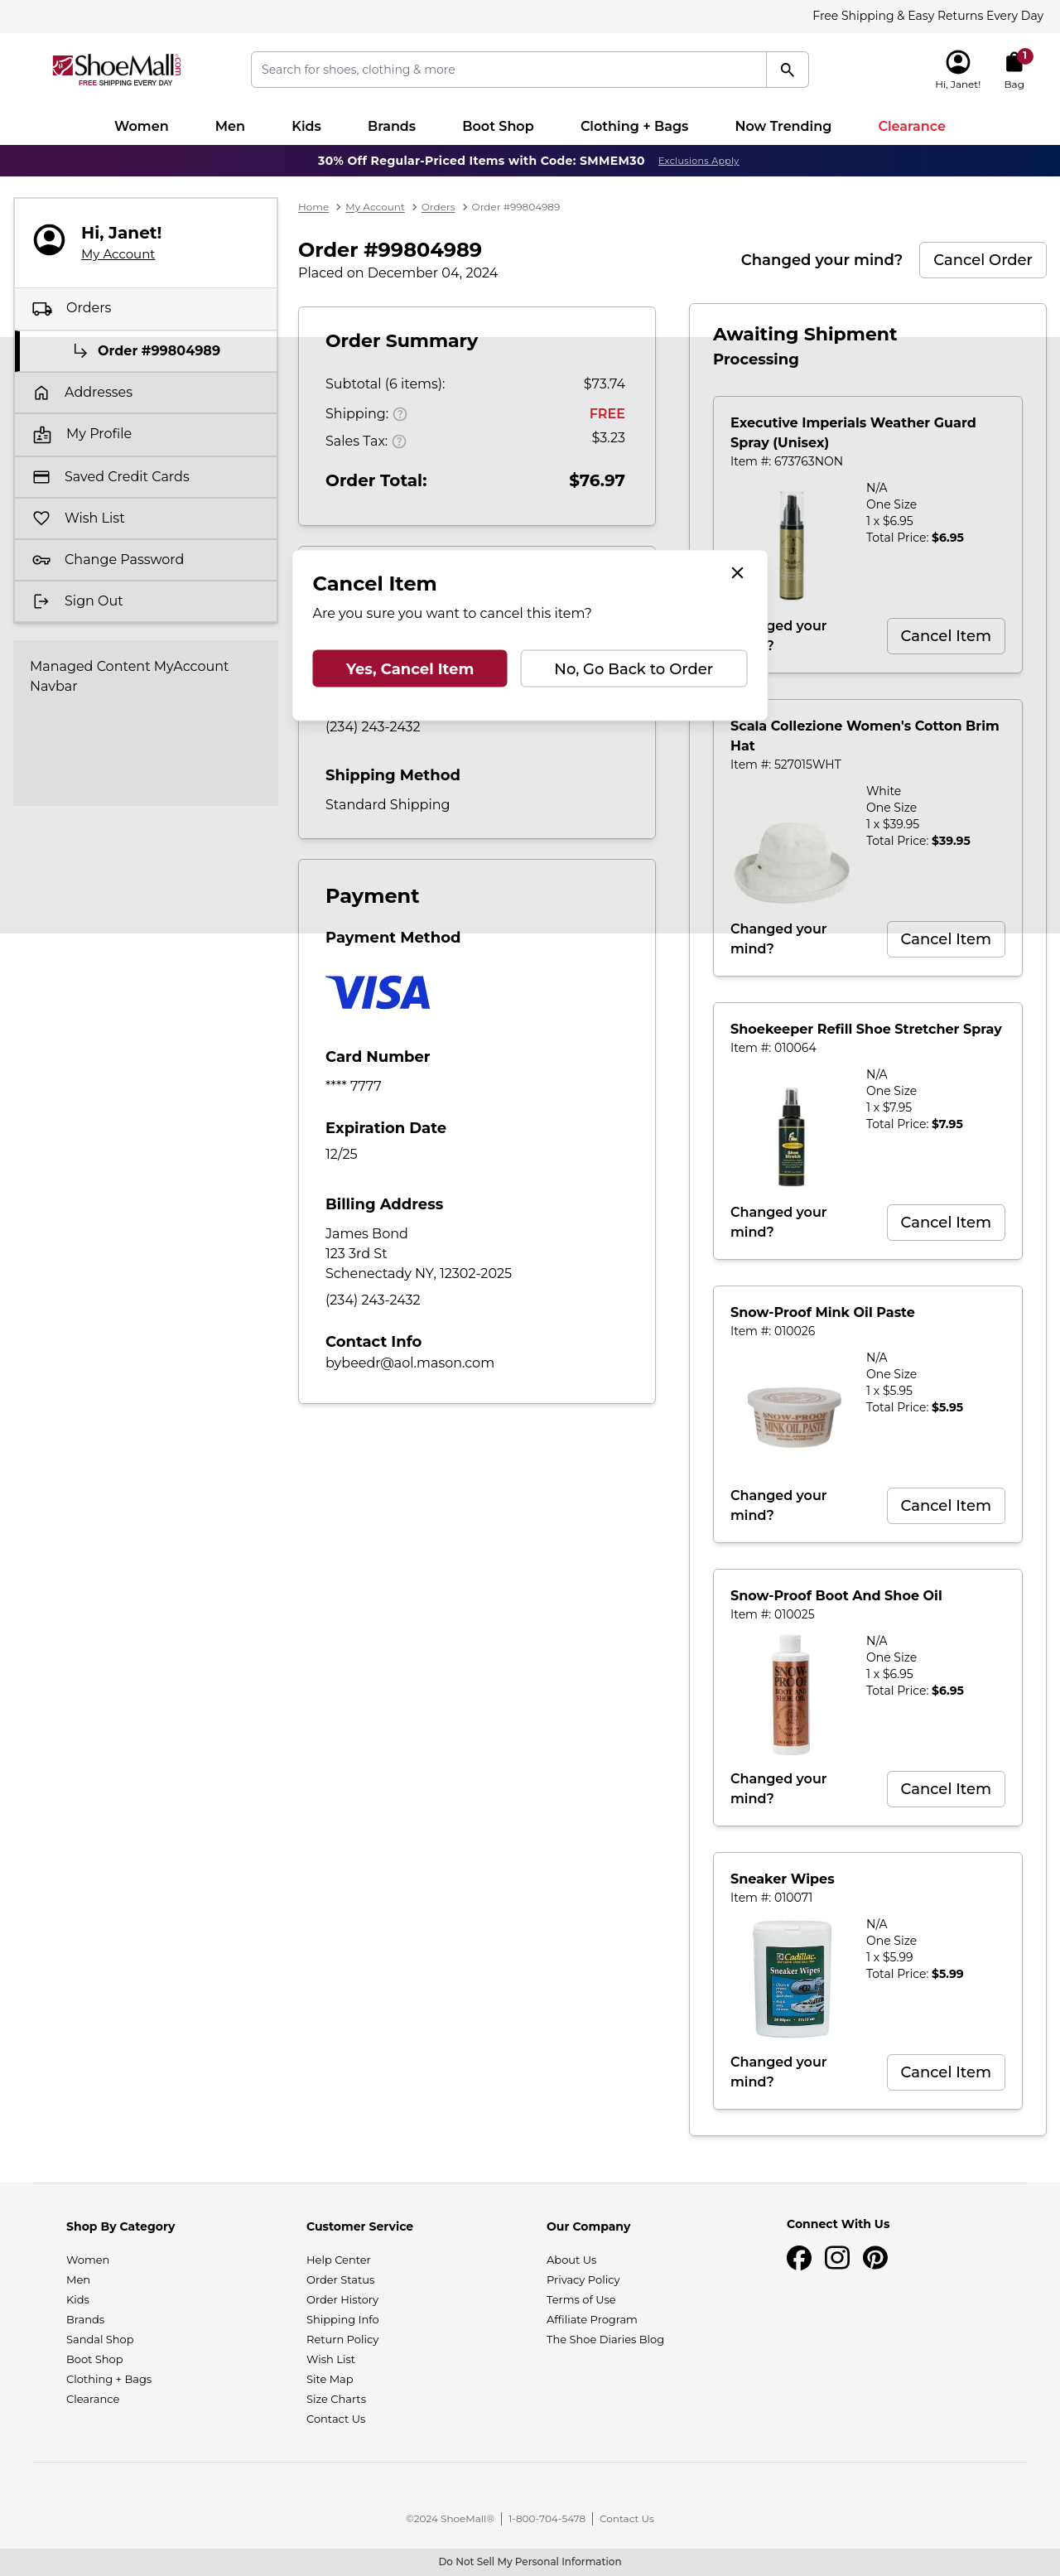 Free Shipping & Easy Returns Every Day
ShoeMall.com
FREE SHIPPING EVERY DAY
Search for shoes, clothing & more
Hi, Janet!
1
Bag
Women
Men
Kids
Brands
Boot Shop
Clothing + Bags
Now Trending
Clearance
30% Off Regular-Priced Items with Code: SMMEM30
Exclusions Apply
Hi, Janet!
My Account
Orders
Order #99804989
Addresses
My Profile
Saved Credit Cards
Wish List
Change Password
Sign Out
Managed Content MyAccount
Navbar
Home > My Account > Orders > Order #99804989
Order #99804989
Placed on December 04, 2024
Changed your mind?
Cancel Order
Order Summary
Subtotal (6 items): $73.74
Shipping: FREE
Sales Tax: $3.23
Order Total: $76.97
Cancel Item
Are you sure you want to cancel this item?
Yes, Cancel Item
No, Go Back to Order
(234) 243-2432
Shipping Method
Standard Shipping
Payment
Payment Method
VISA
Card Number
**** 7777
Expiration Date
12/25
Billing Address
James Bond
123 3rd St
Schenectady NY, 12302-2025
(234) 243-2432
Contact Info
bybeedr@aol.mason.com
Awaiting Shipment
Processing
Executive Imperials Weather Guard
Spray (Unisex)
Item #: 673763NON
N/A
One Size
1 x $6.95
Total Price: $6.95
ged your
?
Cancel Item
Scala Collezione Women's Cotton Brim
Hat
Item #: 527015WHT
White
One Size
1 x $39.95
Total Price: $39.95
Changed your
mind?
Cancel Item
Shoekeeper Refill Shoe Stretcher Spray
Item #: 010064
N/A
One Size
1 x $7.95
Total Price: $7.95
Shoe
Stretch
Changed your
mind?
Cancel Item
Snow-Proof Mink Oil Paste
Item #: 010026
N/A
One Size
1 x $5.95
Total Price: $5.95
SNOW-PROOF
MINK OIL PASTE
Changed your
mind?
Cancel Item
Snow-Proof Boot And Shoe Oil
Item #: 010025
N/A
One Size
1 x $6.95
Total Price: $6.95
SNOW-
PROOF
BOOT AND
SHOE OIL
Changed your
mind?
Cancel Item
Sneaker Wipes
Item #: 010071
N/A
One Size
1 x $5.99
Total Price: $5.99
Cadillac
Sneaker Wipes
Changed your
mind?
Cancel Item
Shop By Category
Women
Men
Kids
Brands
Sandal Shop
Boot Shop
Clothing + Bags
Clearance
Customer Service
Help Center
Order Status
Order History
Shipping Info
Return Policy
Wish List
Site Map
Size Charts
Contact Us
Our Company
About Us
Privacy Policy
Terms of Use
Affiliate Program
The Shoe Diaries Blog
Connect With Us
©2024 ShoeMall® | 1-800-704-5478 | Contact Us
Do Not Sell My Personal Information